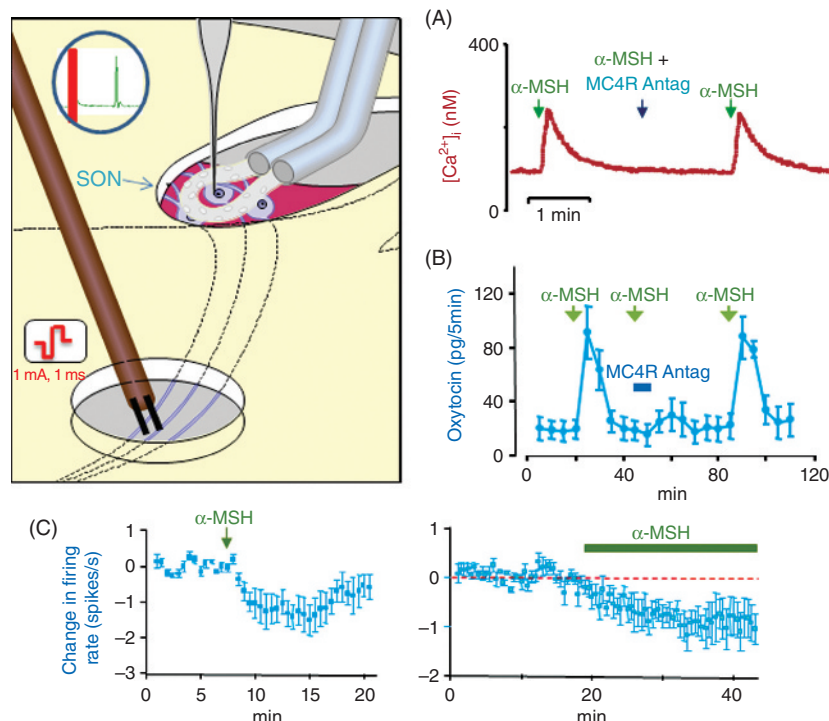 SON
1 mA, 1 ms
(A)
400
200
0
[Ca²⁺]ᵢ (nM)
α-MSH
α-MSH +
MC4R Antag
α-MSH
1 min
(B)
120
80
40
0
Oxytocin (pg/5min)
α-MSH
α-MSH
α-MSH
MC4R Antag
0
40
60
80
100
120
min
(C)
α-MSH
1
0
–1
–2
–3
Change in firing
rate (spikes/s)
0
5
10
15
20
min
α-MSH
1
0
–1
–2
0
20
40
min